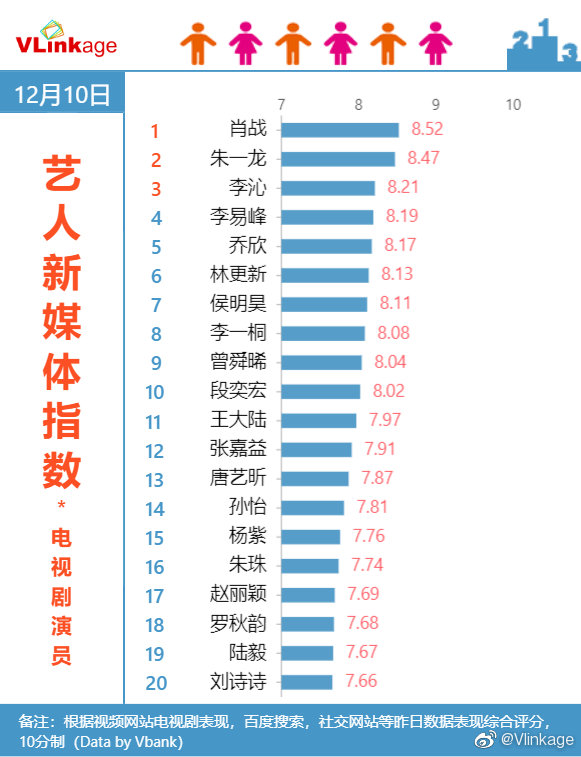 VLinkage
1
2
3
12月10日
艺人新媒体指数
*
电视剧演员
7 8 9 10
1 肖战 8.52
2 朱一龙 8.47
3 李沁 8.21
4 李易峰 8.19
5 乔欣 8.17
6 林更新 8.13
7 侯明昊 8.11
8 李一桐 8.08
9 曾舜晞 8.04
10 段奕宏 8.02
11 王大陆 7.97
12 张嘉益 7.91
13 唐艺昕 7.87
14 孙怡 7.81
15 杨紫 7.76
16 朱珠 7.74
17 赵丽颖 7.69
18 罗秋韵 7.68
19 陆毅 7.67
20 刘诗诗 7.66
备注：根据视频网站电视剧表现，百度搜索，社交网站等昨日数据表现综合评分，
10分制（Data by Vbank）
@Vlinkage